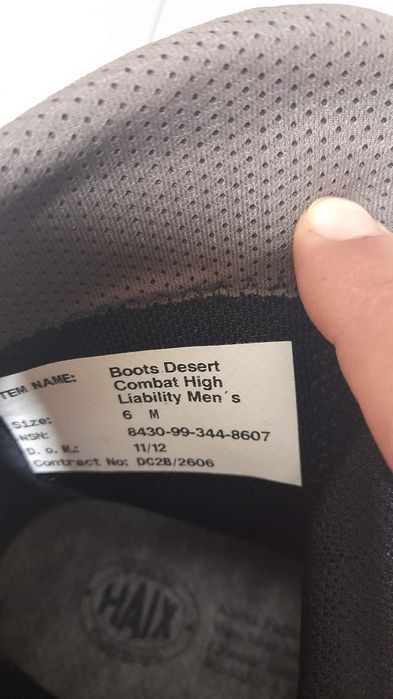 TEM NAME: Boots Desert
Combat High
Liability Men´s
Size: 6 M
NSN: 8430-99-344-8607
D. o. M.: 11/12
Contract No: DC2B/2606
HAIX